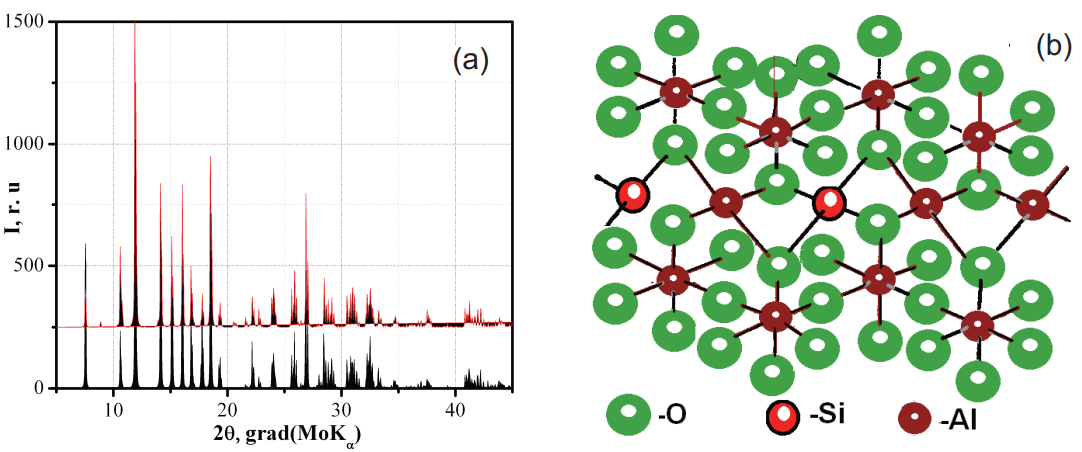 (a)
(b)
1500
1000
500
0
I, r. u
10
20
30
40
2θ, grad(MoKα)
-O
-Si
-Al